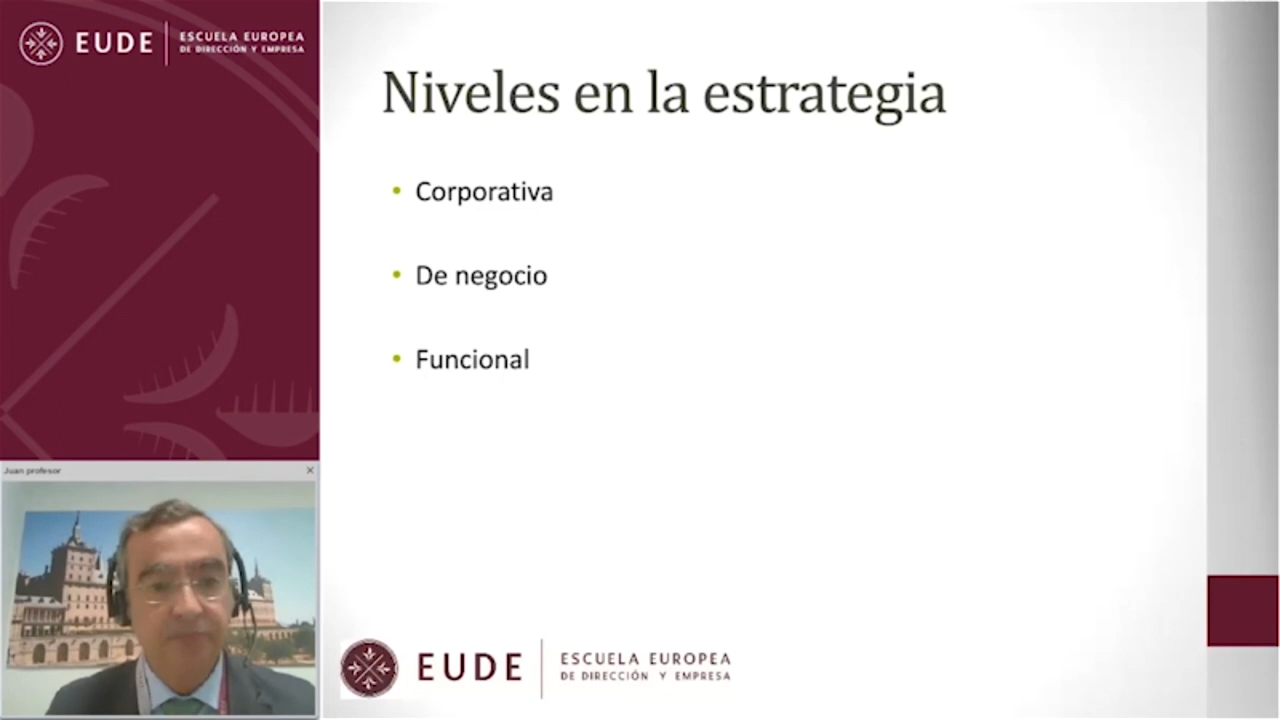 EUDE
ESCUELA EUROPEA
DE DIRECCIÓN Y EMPRESA
Niveles en la estrategia
• Corporativa
• De negocio
• Funcional
Juan profesor
EUDE
ESCUELA EUROPEA
DE DIRECCIÓN Y EMPRESA